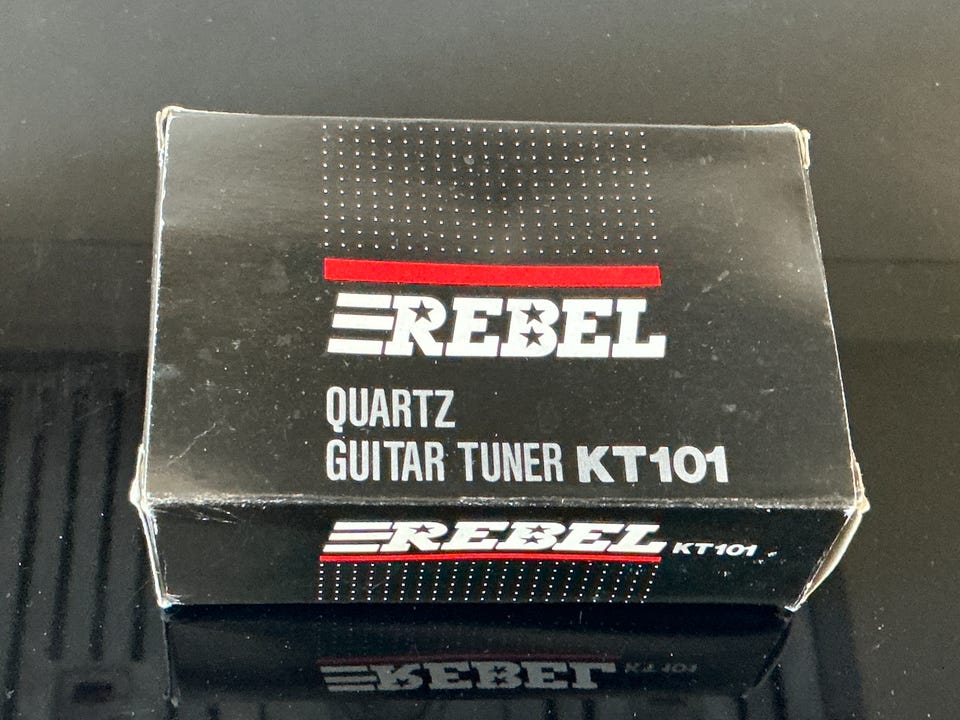 REBEL
QUARTZ
GUITAR TUNER KT101
REBEL KT101